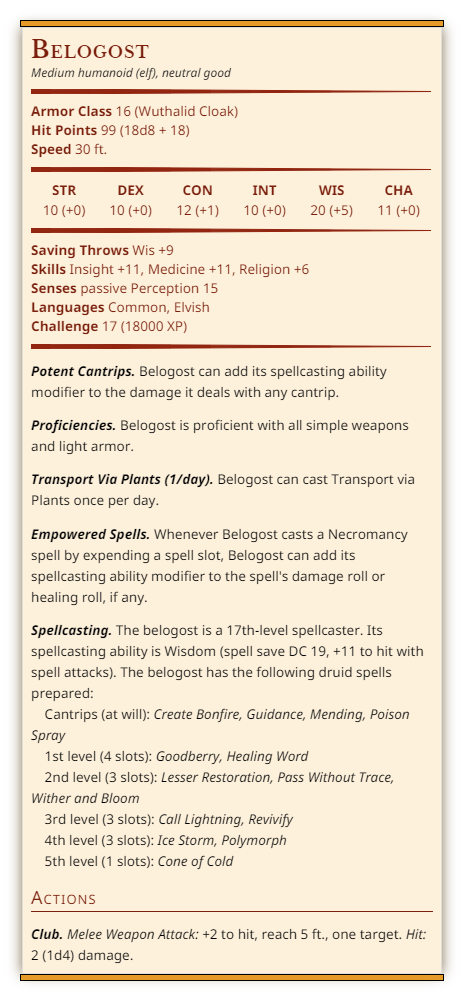 Belogost
Medium humanoid (elf), neutral good
Armor Class 16 (Wuthalid Cloak)
Hit Points 99 (18d8 + 18)
Speed 30 ft.
STR DEX CON INT WIS CHA
10 (+0) 10 (+0) 12 (+1) 10 (+0) 20 (+5) 11 (+0)
Saving Throws Wis +9
Skills Insight +11, Medicine +11, Religion +6
Senses passive Perception 15
Languages Common, Elvish
Challenge 17 (18000 XP)
Potent Cantrips. Belogost can add its spellcasting ability
modifier to the damage it deals with any cantrip.
Proficiencies. Belogost is proficient with all simple weapons
and light armor.
Transport Via Plants (1/day). Belogost can cast Transport via
Plants once per day.
Empowered Spells. Whenever Belogost casts a Necromancy
spell by expending a spell slot, Belogost can add its
spellcasting ability modifier to the spell's damage roll or
healing roll, if any.
Spellcasting. The belogost is a 17th-level spellcaster. Its
spellcasting ability is Wisdom (spell save DC 19, +11 to hit with
spell attacks). The belogost has the following druid spells
prepared:
Cantrips (at will): Create Bonfire, Guidance, Mending, Poison
Spray
1st level (4 slots): Goodberry, Healing Word
2nd level (3 slots): Lesser Restoration, Pass Without Trace,
Wither and Bloom
3rd level (3 slots): Call Lightning, Revivify
4th level (3 slots): Ice Storm, Polymorph
5th level (1 slots): Cone of Cold
Actions
Club. Melee Weapon Attack: +2 to hit, reach 5 ft., one target. Hit:
2 (1d4) damage.